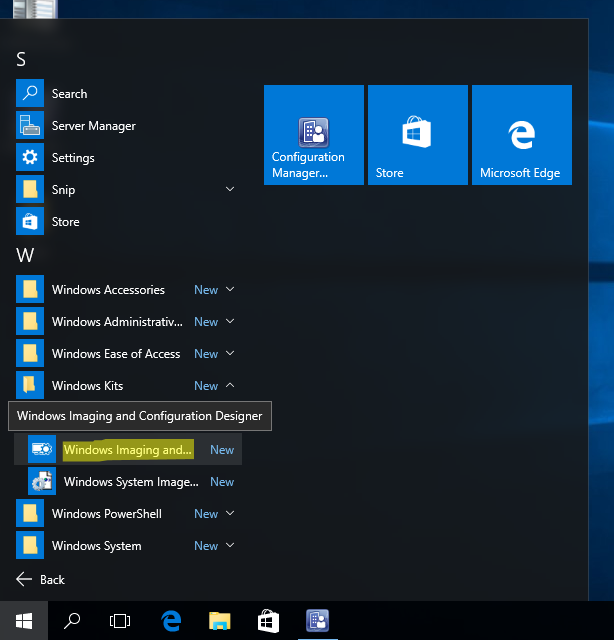 S
Search
Server Manager
Settings
Snip
Store
W
Windows Accessories New
Windows Administrativ... New
Windows Ease of Access New
Windows Kits New
Windows Imaging and Configuration Designer
Windows Imaging and... New
Windows System Image... New
Windows PowerShell New
Windows System New
Back
Configuration
Manager...
Store
Microsoft Edge